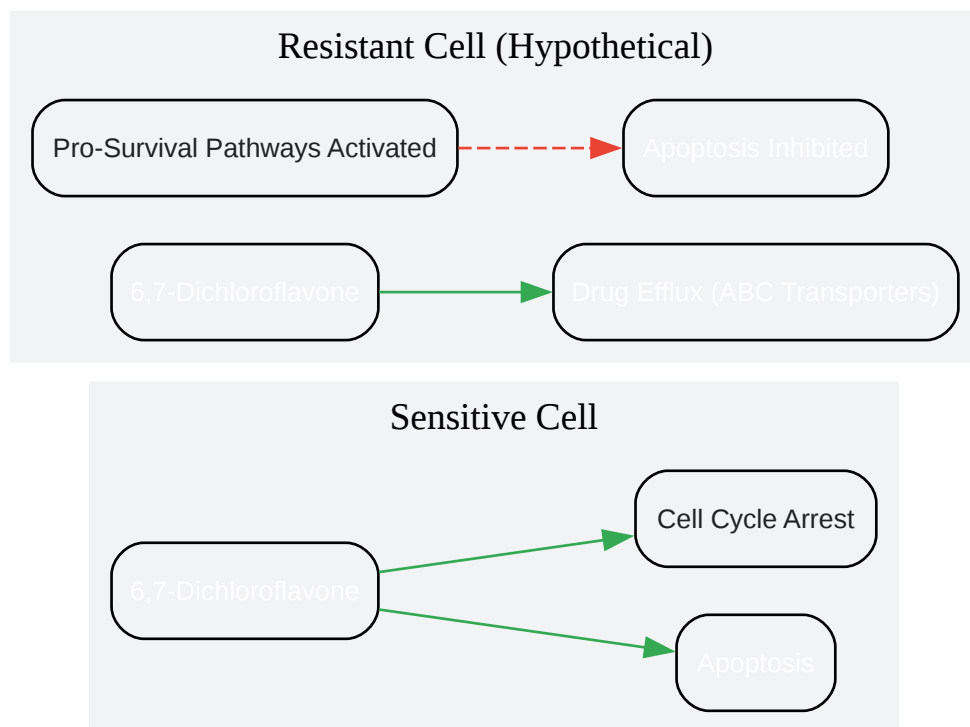 Resistant Cell (Hypothetical)
Pro-Survival Pathways Activated
Apoptosis Inhibited
6,7-Dichloroflavone
Drug Efflux (ABC Transporters)
Sensitive Cell
Cell Cycle Arrest
6,7-Dichloroflavone
Apoptosis